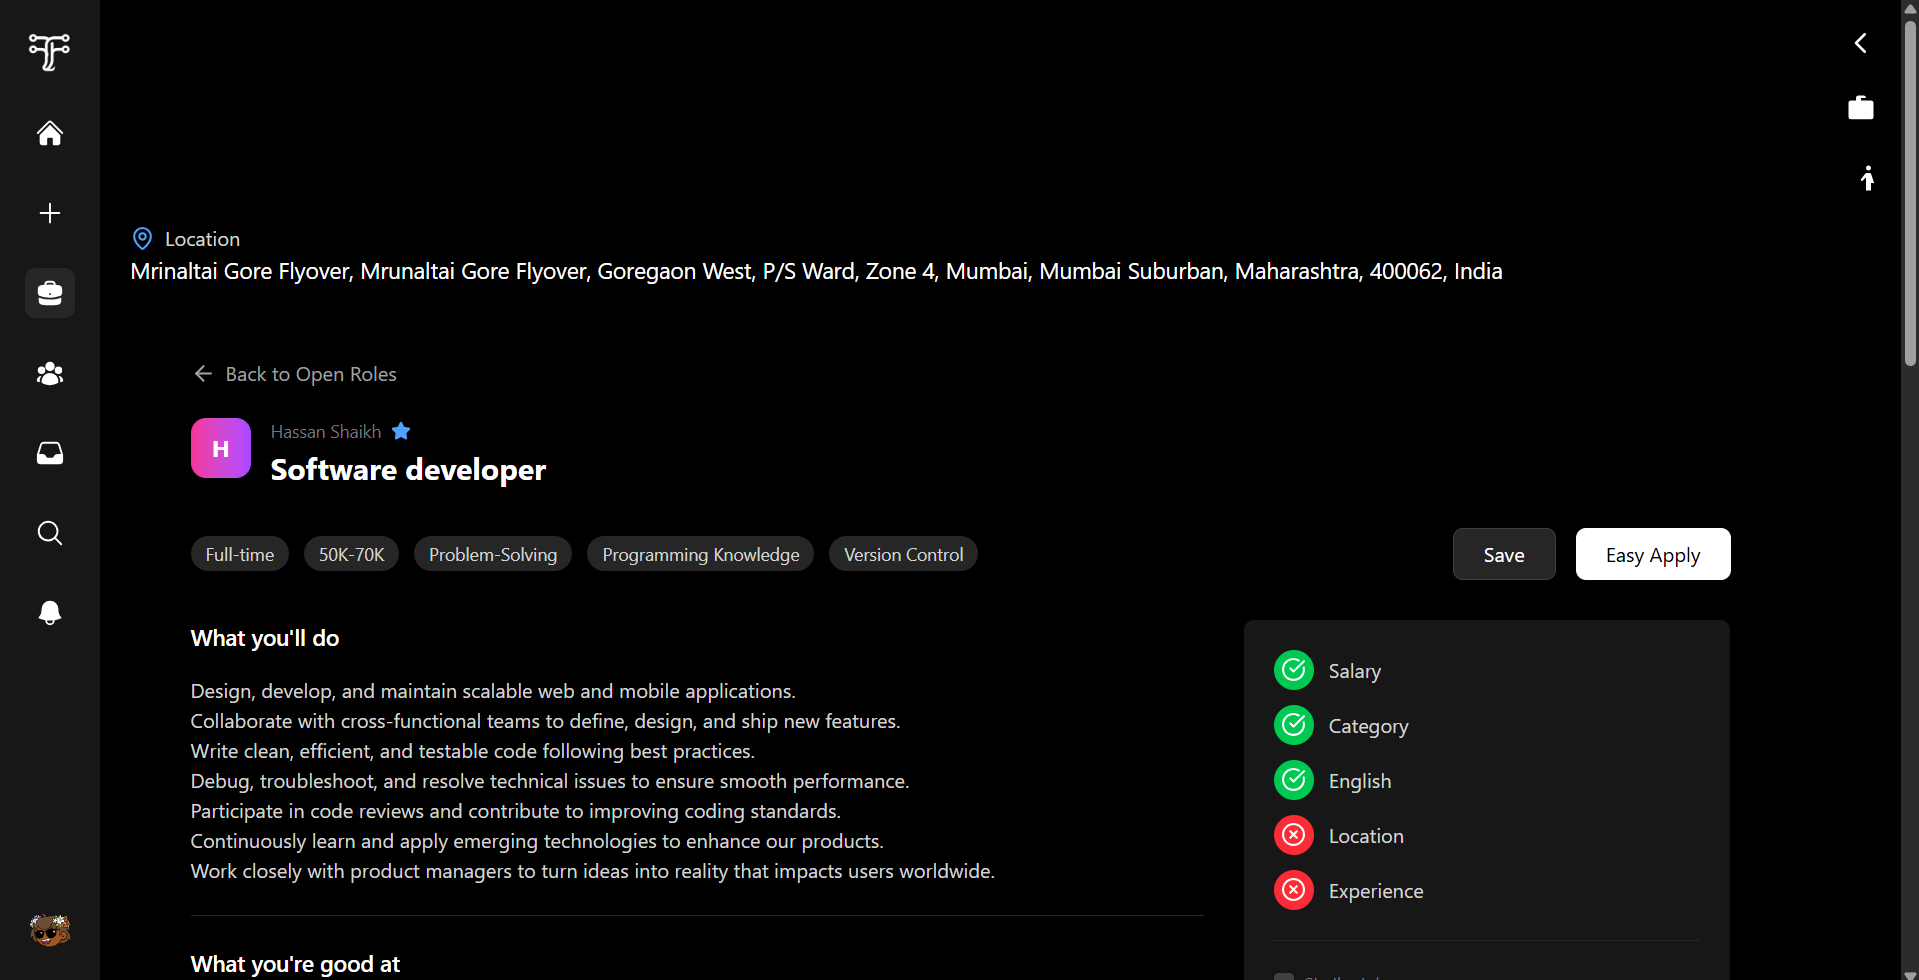 Location
Mrinaltai Gore Flyover, Mrunaltai Gore Flyover, Goregaon West, P/S Ward, Zone 4, Mumbai, Mumbai Suburban, Maharashtra, 400062, India
Back to Open Roles
H
Hassan Shaikh
Software developer
Full-time
50K-70K
Problem-Solving
Programming Knowledge
Version Control
Save
Easy Apply
What you'll do
Design, develop, and maintain scalable web and mobile applications.
Collaborate with cross-functional teams to define, design, and ship new features.
Write clean, efficient, and testable code following best practices.
Debug, troubleshoot, and resolve technical issues to ensure smooth performance.
Participate in code reviews and contribute to improving coding standards.
Continuously learn and apply emerging technologies to enhance our products.
Work closely with product managers to turn ideas into reality that impacts users worldwide.
What you're good at
Salary
Category
English
Location
Experience